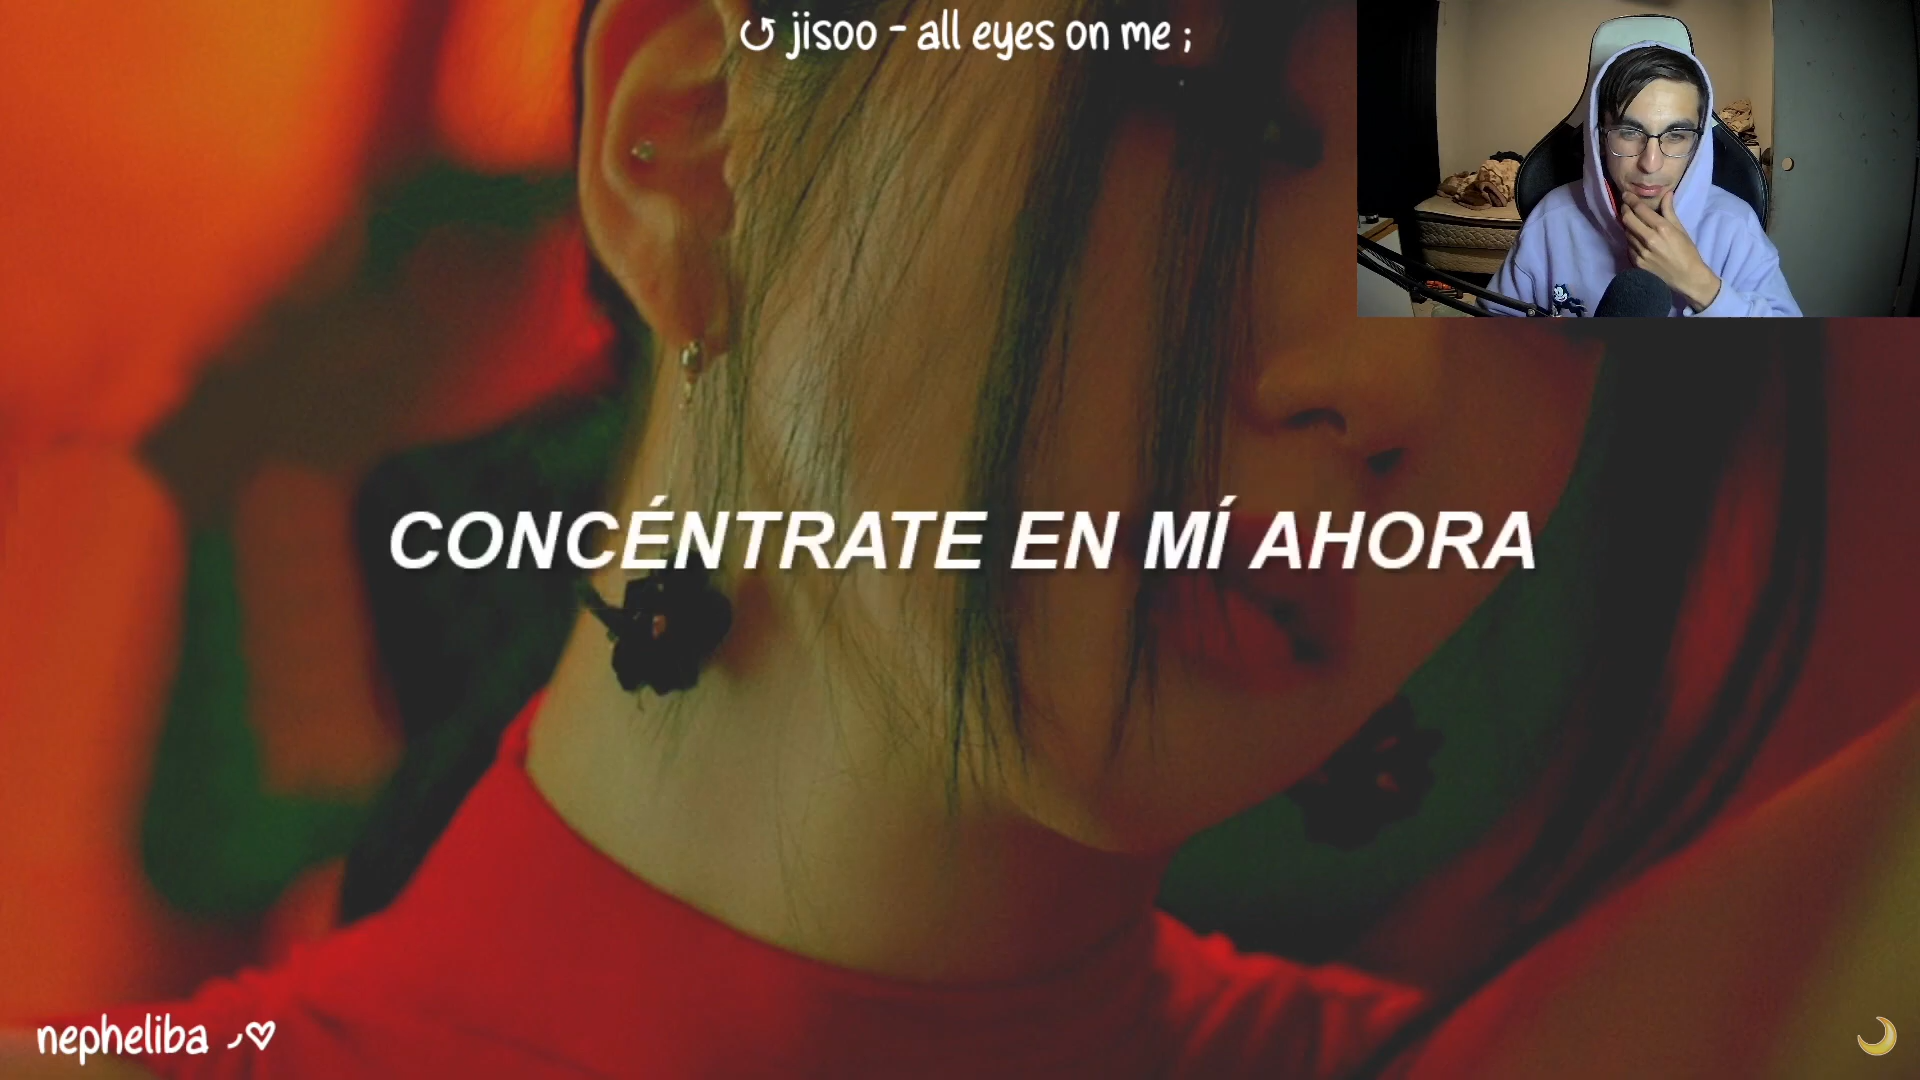 ↺ jisoo - all eyes on me ;
CONCÉNTRATE EN MÍ AHORA
nepheliba ◞♡